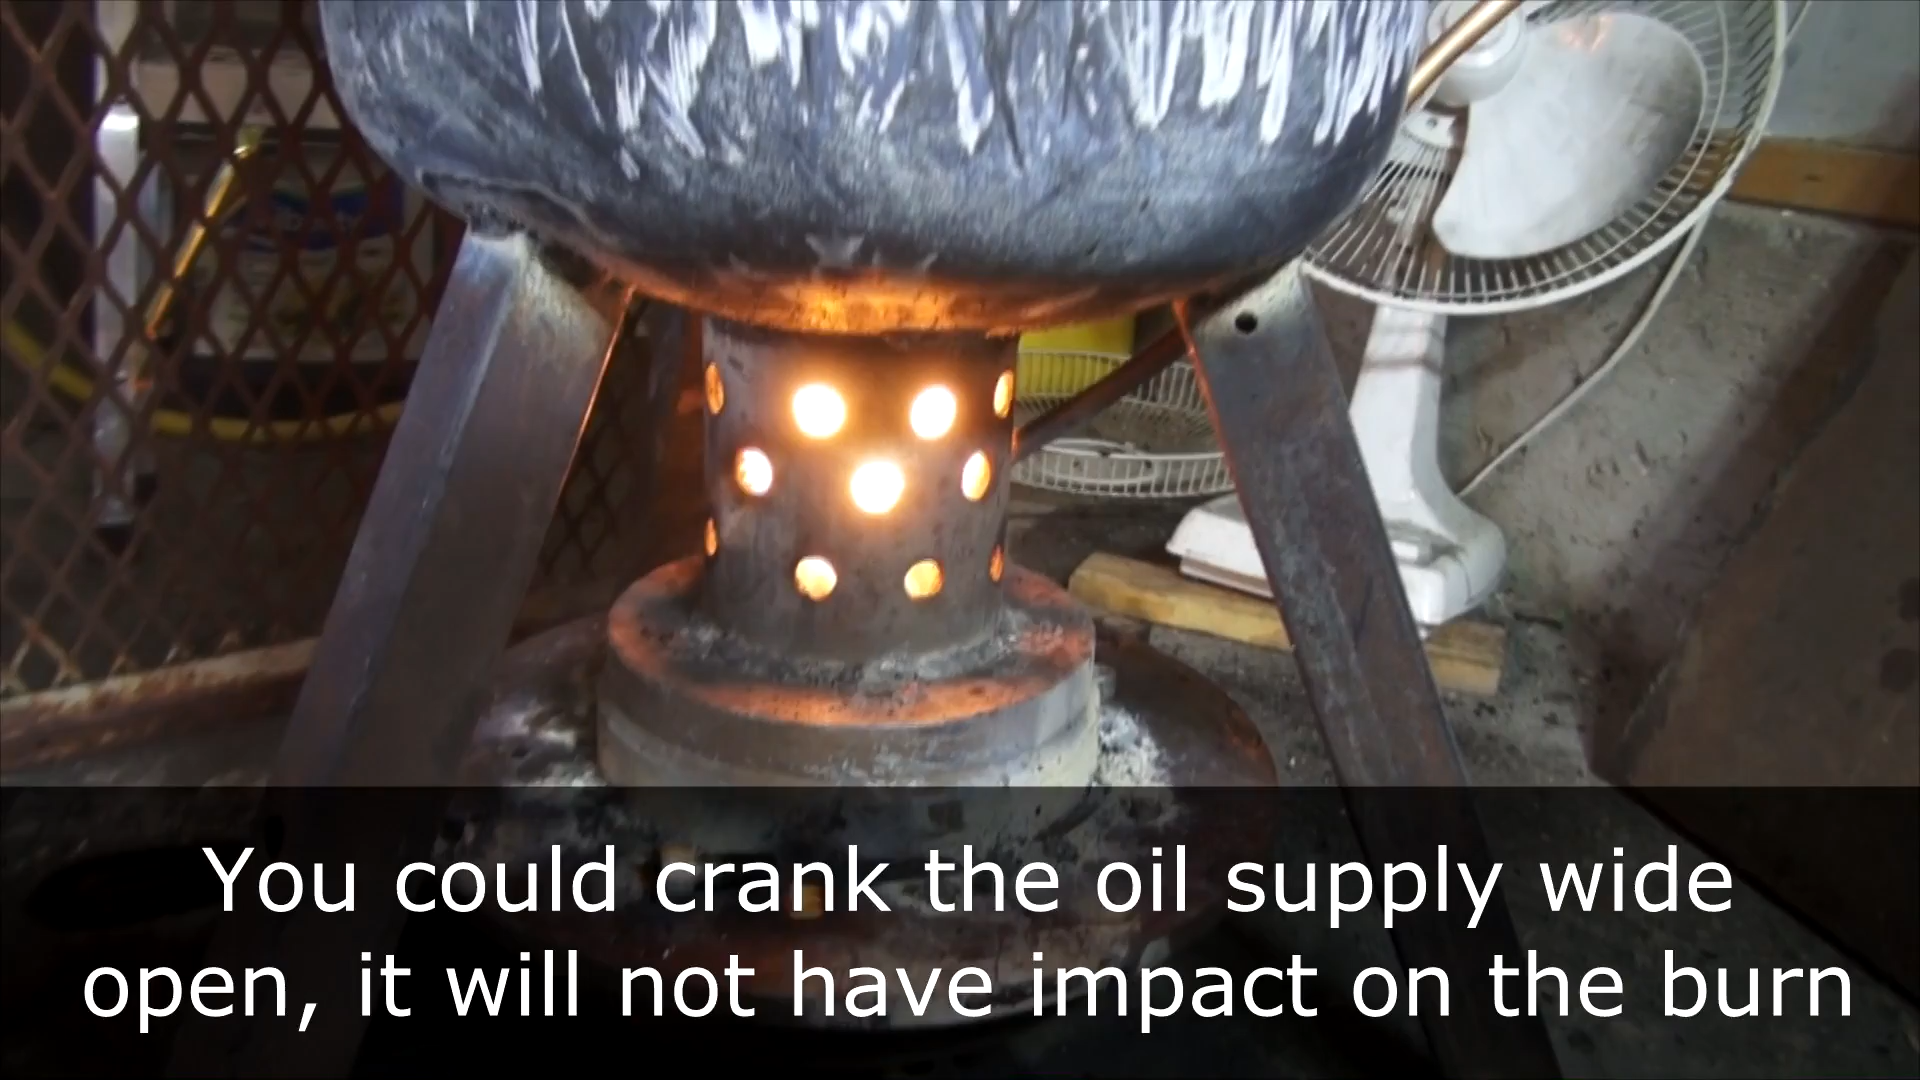 You could crank the oil supply wide
open, it will not have impact on the burn